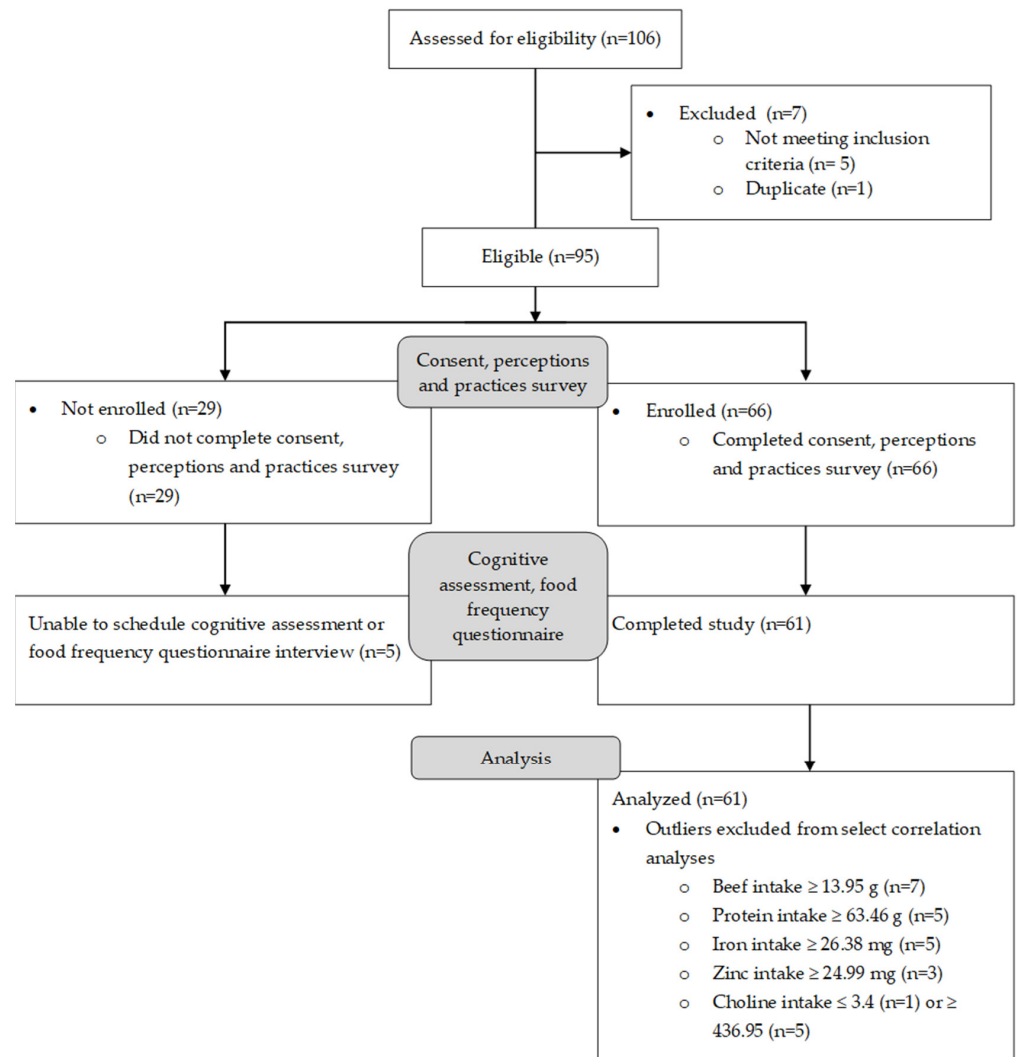 Assessed for eligibility (n=106)
• Excluded (n=7)
o Not meeting inclusion
criteria (n= 5)
o Duplicate (n=1)
Eligible (n=95)
Consent, perceptions
and practices survey
• Not enrolled (n=29)
o Did not complete consent,
perceptions and practices survey
(n=29)
• Enrolled (n=66)
o Completed consent, perceptions
and practices survey (n=66)
Cognitive
assessment, food
frequency
questionnaire
Unable to schedule cognitive assessment or
food frequency questionnaire interview (n=5)
Completed study (n=61)
Analysis
Analyzed (n=61)
• Outliers excluded from select correlation
analyses
o Beef intake ≥ 13.95 g (n=7)
o Protein intake ≥ 63.46 g (n=5)
o Iron intake ≥ 26.38 mg (n=5)
o Zinc intake ≥ 24.99 mg (n=3)
o Choline intake ≤ 3.4 (n=1) or ≥
436.95 (n=5)